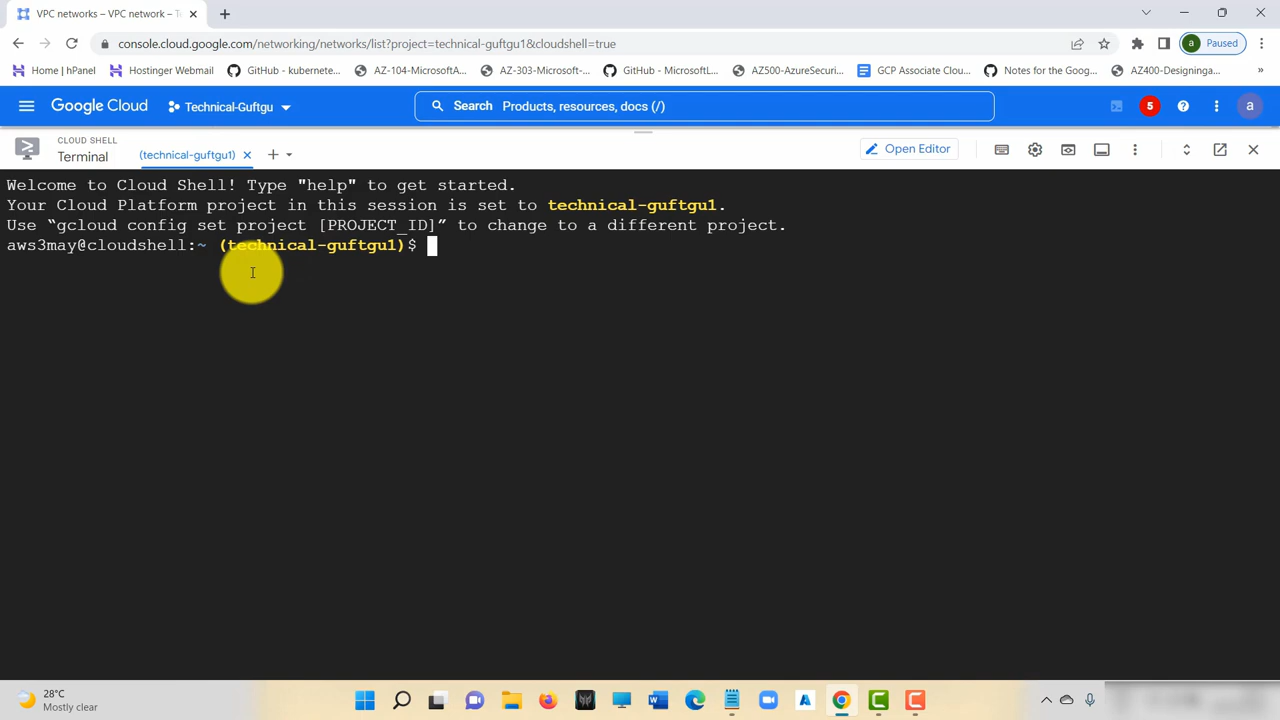 VPC networks – VPC network – Te
console.cloud.google.com/networking/networks/list?project=technical-guftgu1&cloudshell=true
a Paused
Home | hPanel
Hostinger Webmail
GitHub - kubernete...
AZ-104-MicrosoftA...
AZ-303-Microsoft-...
GitHub - MicrosoftL...
AZ500-AzureSecuri...
GCP Associate Clou...
Notes for the Goog...
AZ400-Designinga...
»
Google Cloud
Technical-Guftgu
Search Products, resources, docs (/)
5
a
CLOUD SHELL
Terminal
(technical-guftgu1)
Open Editor
Welcome to Cloud Shell! Type "help" to get started.
Your Cloud Platform project in this session is set to technical-guftgu1.
Use “gcloud config set project [PROJECT_ID]” to change to a different project.
aws3may@cloudshell:~ (technical-guftgu1)$
28°C
Mostly clear